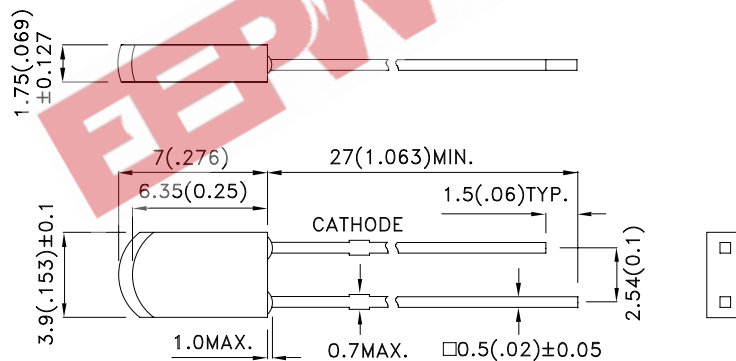 1.75(.069)
±0.127
EEPW
7(.276)
27(1.063)MIN.
6.35(0.25)
1.5(.06)TYP.
CATHODE
3.9(.153)±0.1
2.54(0.1)
1.0MAX.
0.7MAX.
□0.5(.02)±0.05